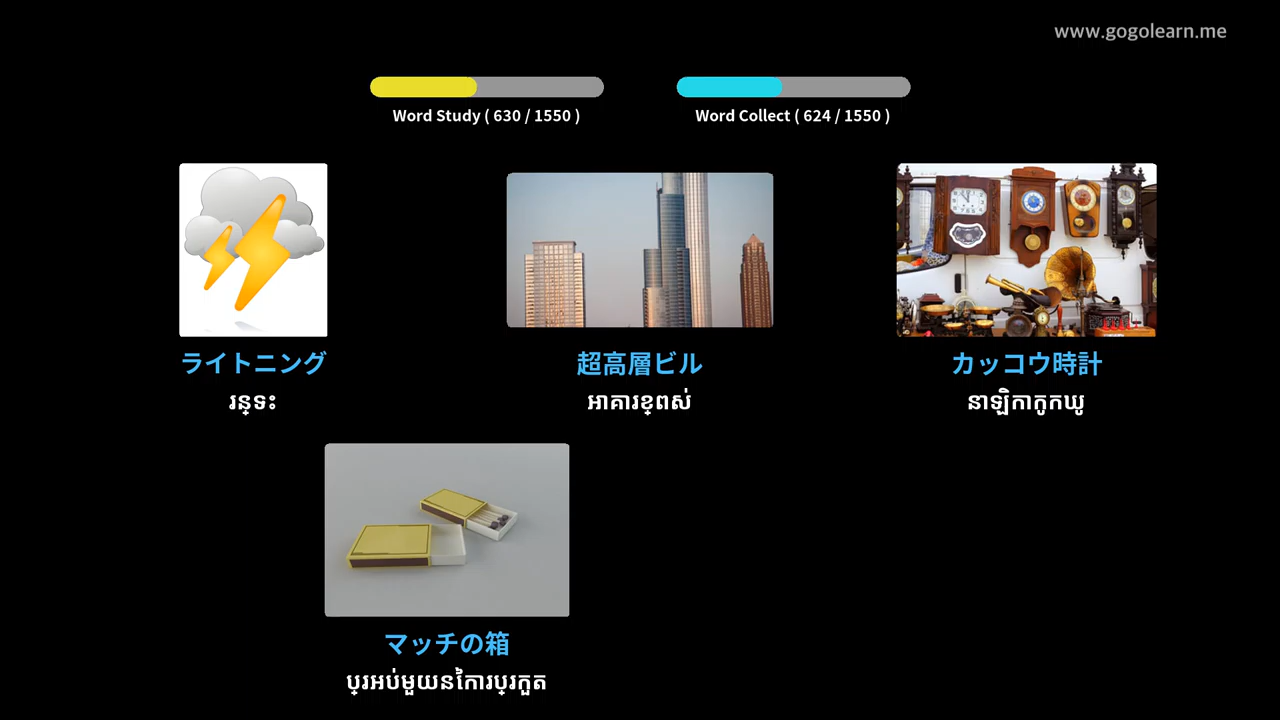 www.gogolearn.me
Word Study ( 630 / 1550 )
Word Collect ( 624 / 1550 )
ライトニング
រន្ទះ
超高層ビル
អាគារខ្ពស់
カッコウ時計
នាឡិកាកូកឃូ
マッチの箱
ប្រអប់មួយនៃការប្រកួត